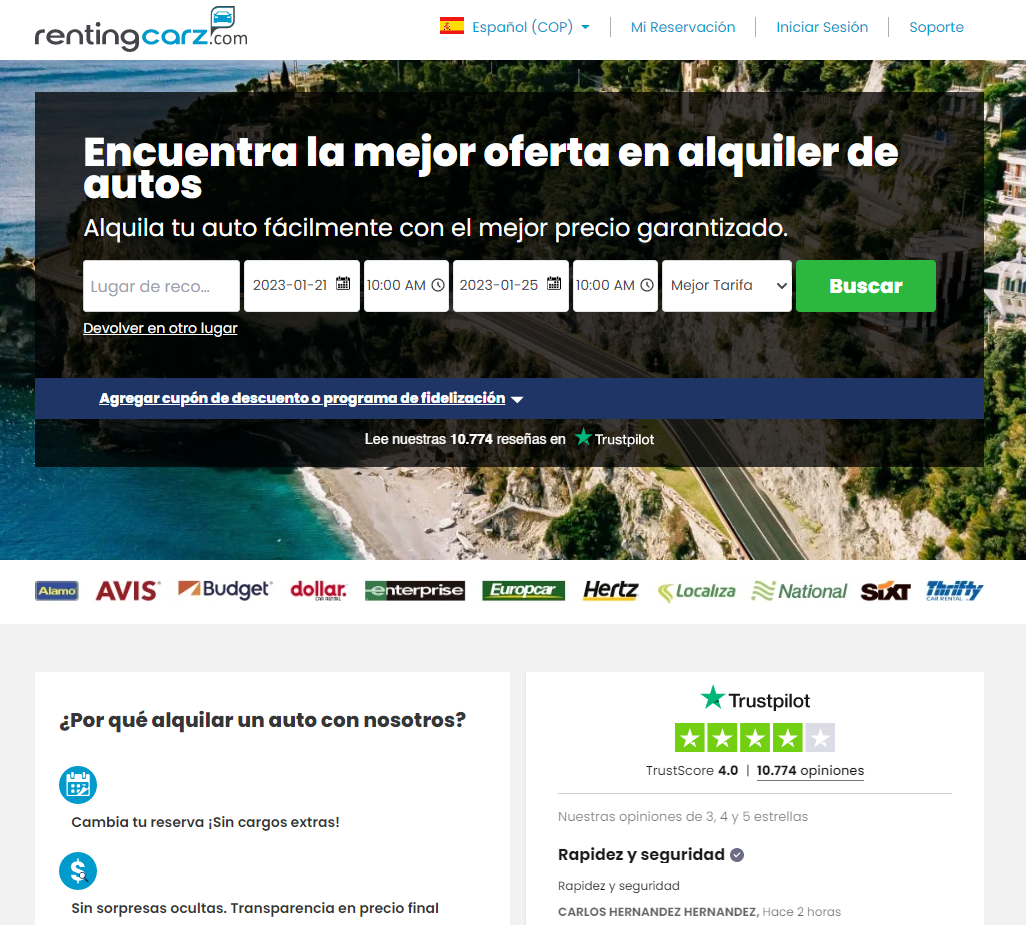 rentingcarz.com
Español (COP)
Mi Reservación
Iniciar Sesión
Soporte
Encuentra la mejor oferta en alquiler de
autos
Alquila tu auto fácilmente con el mejor precio garantizado.
Lugar de reco...
2023-01-21
10:00 AM
2023-01-25
10:00 AM
Mejor Tarifa
Buscar
Devolver en otro lugar
Agregar cupón de descuento o programa de fidelización
Lee nuestras 10.774 reseñas en Trustpilot
Alamo
AVIS
Budget
dollar.
CAR RENTAL
enterprise
Europcar
Hertz
Localiza
National
SIXT
Thrifty
CAR RENTAL
¿Por qué alquilar un auto con nosotros?
Cambia tu reserva ¡Sin cargos extras!
Sin sorpresas ocultas. Transparencia en precio final
Trustpilot
TrustScore 4.0 | 10.774 opiniones
Nuestras opiniones de 3, 4 y 5 estrellas
Rapidez y seguridad
Rapidez y seguridad
CARLOS HERNANDEZ HERNANDEZ, Hace 2 horas